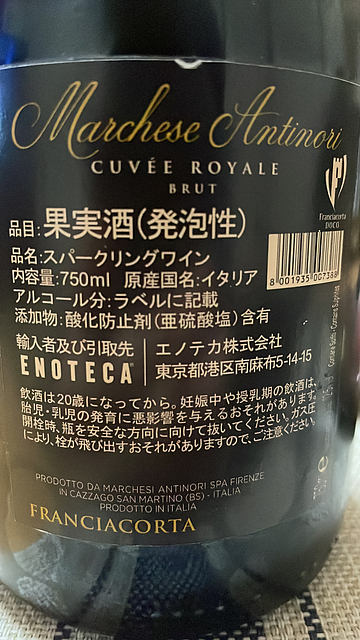 Marchese Antinori
CUVÉE ROYALE
BRUT
Franciacorta
DOCG
品目:果実酒(発泡性)
品名:スパークリングワイン
内容量:750ml 原産国名:イタリア
アルコール分:ラベルに記載
添加物:酸化防止剤(亜硫酸塩)含有
8 001935 007388
輸入者及び引取先
ENOTECA
エノテカ株式会社
東京都港区南麻布5-14-15
飲酒は20歳になってから。妊娠中や授乳期の飲酒は、
胎児・乳児の発育に悪影響を与えるおそれがあります。
開栓時、瓶を安全な方向に向けて抜いてください。ガス圧
により、栓が飛び出すおそれがありますので、ご注意ください。
PRODOTTO DA MARCHESI ANTINORI SPA FIRENZE
IN CAZZAGO SAN MARTINO (BS) - ITALIA
PRODOTTO IN ITALIA
FRANCIACORTA